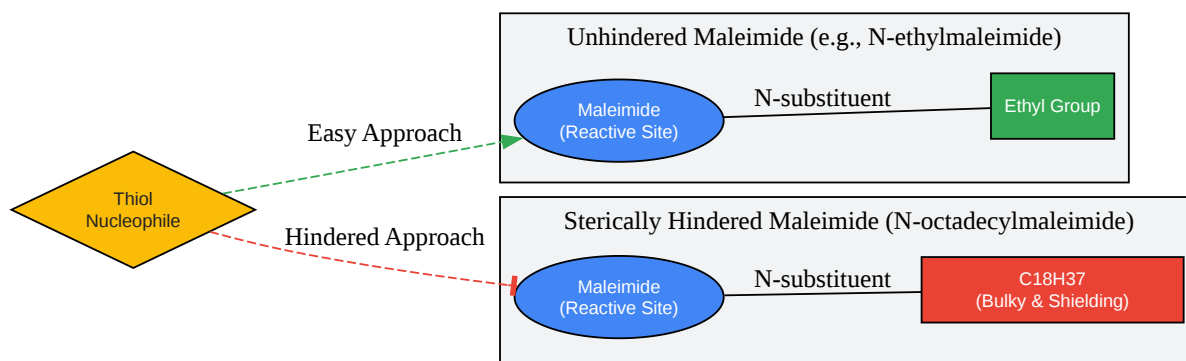 Unhindered Maleimide (e.g., N-ethylmaleimide)
Maleimide
(Reactive Site)
N-substituent
Ethyl Group
Easy Approach
Thiol
Nucleophile
Hindered Approach
Sterically Hindered Maleimide (N-octadecylmaleimide)
Maleimide
(Reactive Site)
N-substituent
C18H37
(Bulky & Shielding)